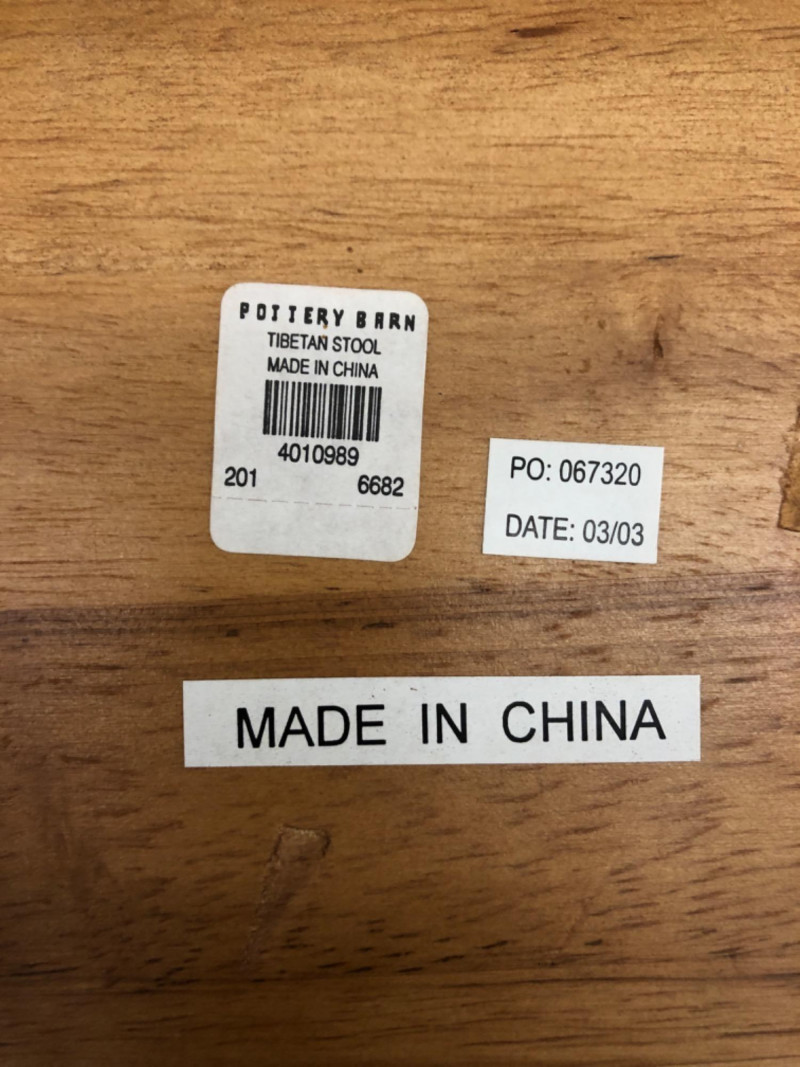 POTTERY BARN
TIBETAN STOOL
MADE IN CHINA
4010989
201 6682
PO: 067320
DATE: 03/03
MADE IN CHINA